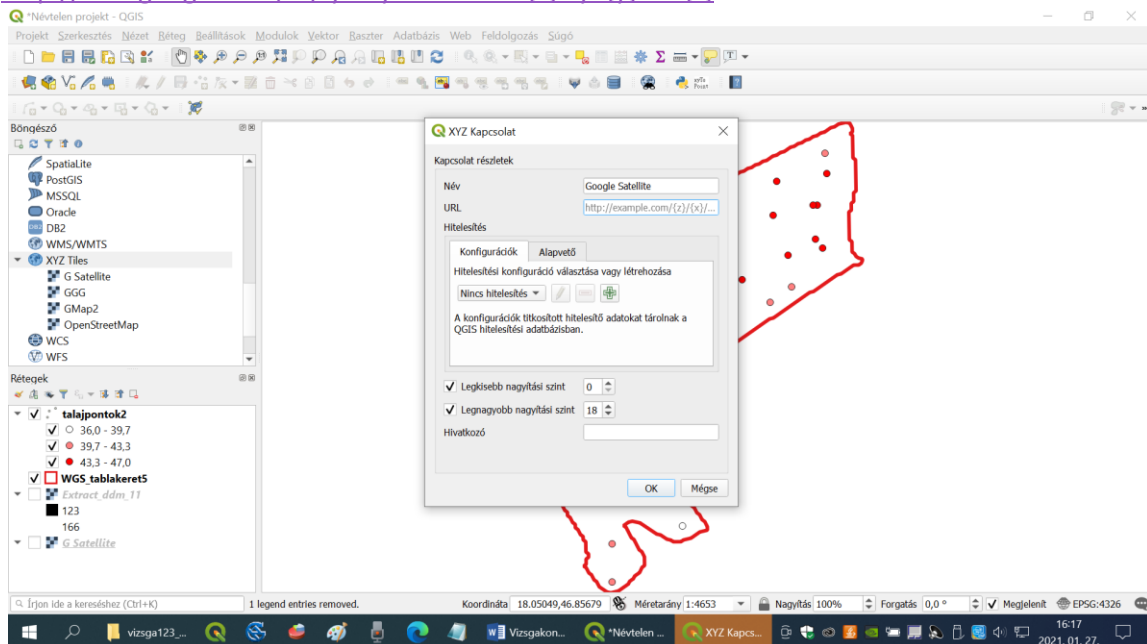 *Névtelen projekt - QGIS
Projekt Szerkesztés Nézet Réteg Beállítások Modulok Vektor Raszter Adatbázis Web Feldolgozás Súgó
Böngésző
SpatiaLite
PostGIS
MSSQL
Oracle
DB2
WMS/WMTS
XYZ Tiles
G Satellite
GGG
GMap2
OpenStreetMap
WCS
WFS
Rétegek
talajpontok2
36,0 - 39,7
39,7 - 43,3
43,3 - 47,0
WGS_tablakeret5
Extract_ddm_11
123
166
G Satellite
XYZ Kapcsolat
Kapcsolat részletek
Név Google Satellite
URL http://example.com/{z}/{x}/...
Hitelesítés
Konfigurációk Alapvető
Hitelesítési konfiguráció választása vagy létrehozása
Nincs hitelesítés
A konfigurációk titkosított hitelesítő adatokat tárolnak a
QGIS hitelesítési adatbázisban.
Legkisebb nagyítási szint 0
Legnagyobb nagyítási szint 18
Hivatkozó
OK Mégse
Írjon ide a kereséshez (Ctrl+K) 1 legend entries removed. Koordináta 18.05049,46.85679 Méretarány 1:4653 Nagyítás 100% Forgatás 0,0 ° Megjelenít EPSG:4326
vizsga123_... Vizsgakon... *Névtelen ... XYZ Kapcs... 16:17
2021. 01. 27.